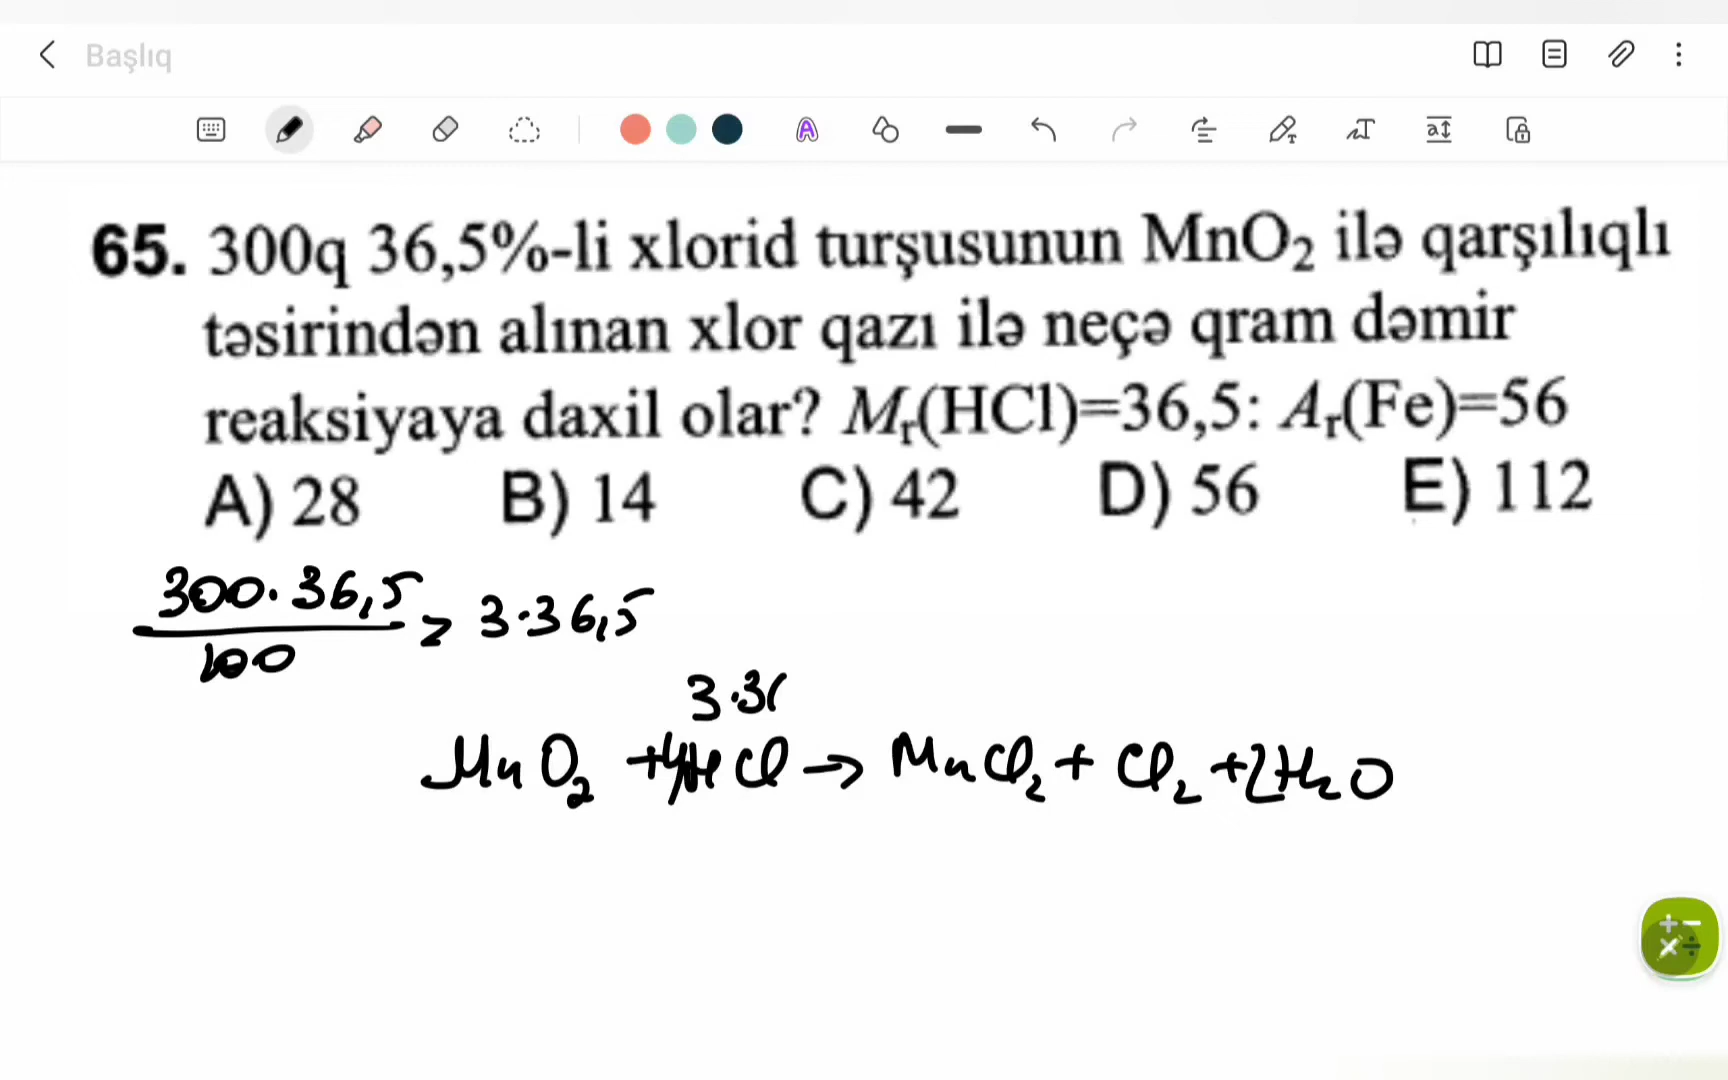 Başlıq
65. 300q 36,5%-li xlorid turşusunun MnO₂ ilə qarşılıqlı
təsirindən alınan xlor qazı ilə neçə qram dəmir
reaksiyaya daxil olar? Mᵣ(HCl)=36,5: Aᵣ(Fe)=56
A) 28 B) 14 C) 42 D) 56 E) 112
300·36,5
100
= 3·36,5
3·36
MnO₂ + 4HCl → MnCl₂ + Cl₂ + 2H₂O